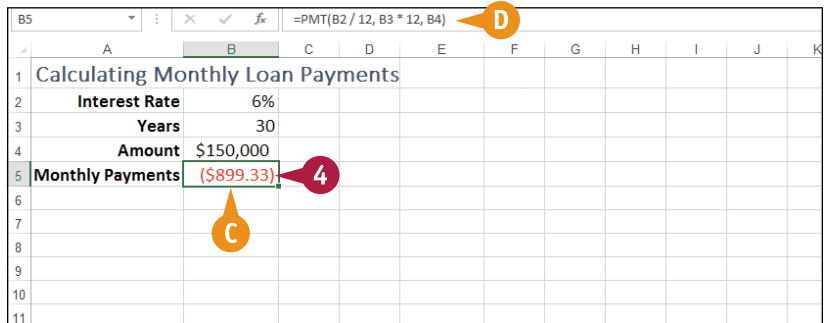 B5 fx =PMT(B2 / 12, B3 * 12, B4) D
A B C D E F G H I J K
1 Calculating Monthly Loan Payments
2 Interest Rate 6%
3 Years 30
4 Amount $150,000
5 Monthly Payments ($899.33) 4
6
7
C
8
9
10
11